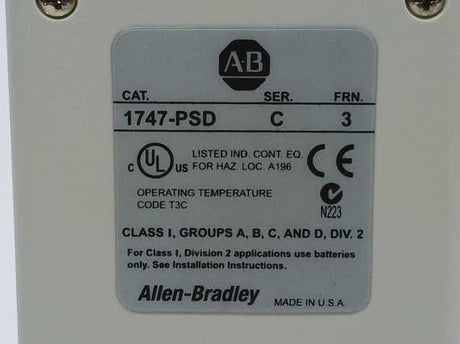 AB
CAT. SER. FRN.
1747-PSD C 3
C UL US LISTED IND. CONT. EQ. FOR HAZ. LOC. A196 CE
OPERATING TEMPERATURE
CODE T3C
N223
CLASS I, GROUPS A, B, C, AND D, DIV. 2
For Class I, Division 2 applications use batteries
only. See Installation Instructions.
Allen-Bradley MADE IN U.S.A.